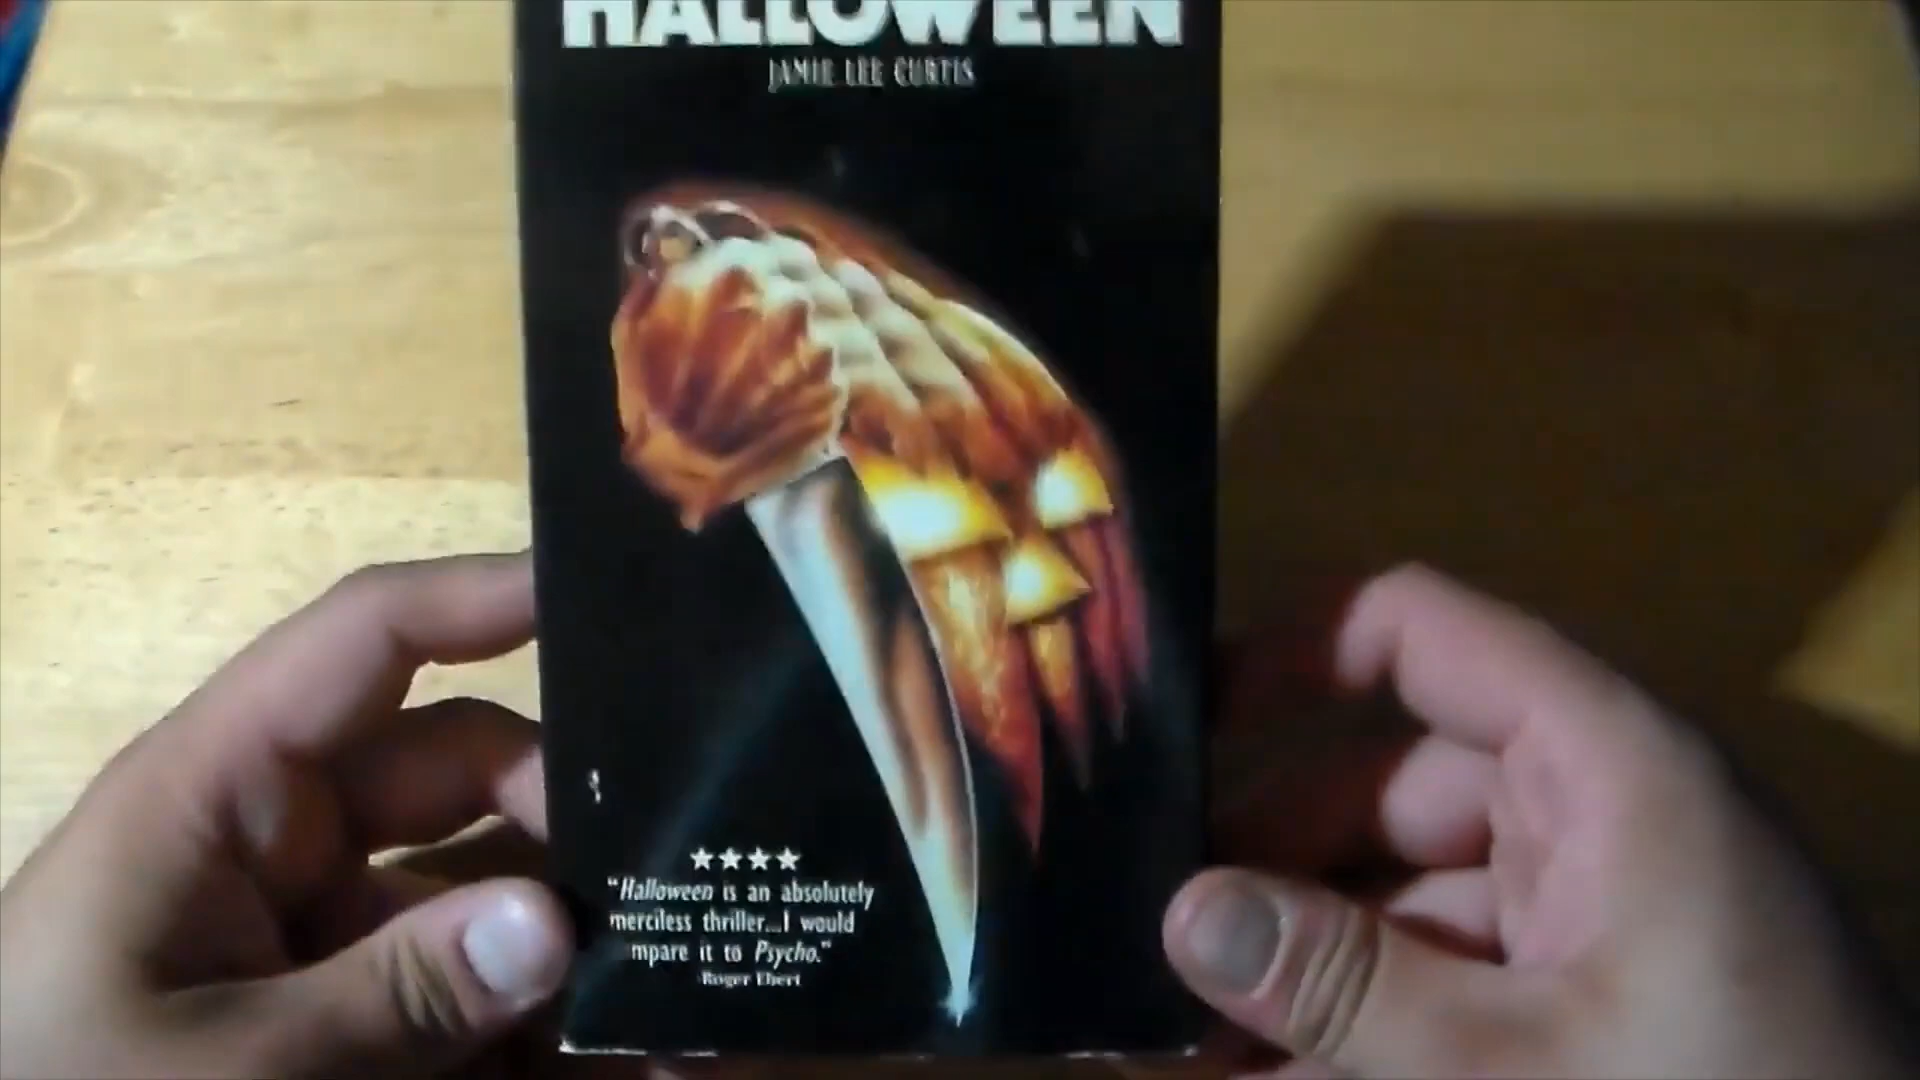 HALLOWEEN
JAMIE LEE CURTIS
★★★★
"Halloween is an absolutely
merciless thriller...I would
mpare it to Psycho."
-Roger Ebert